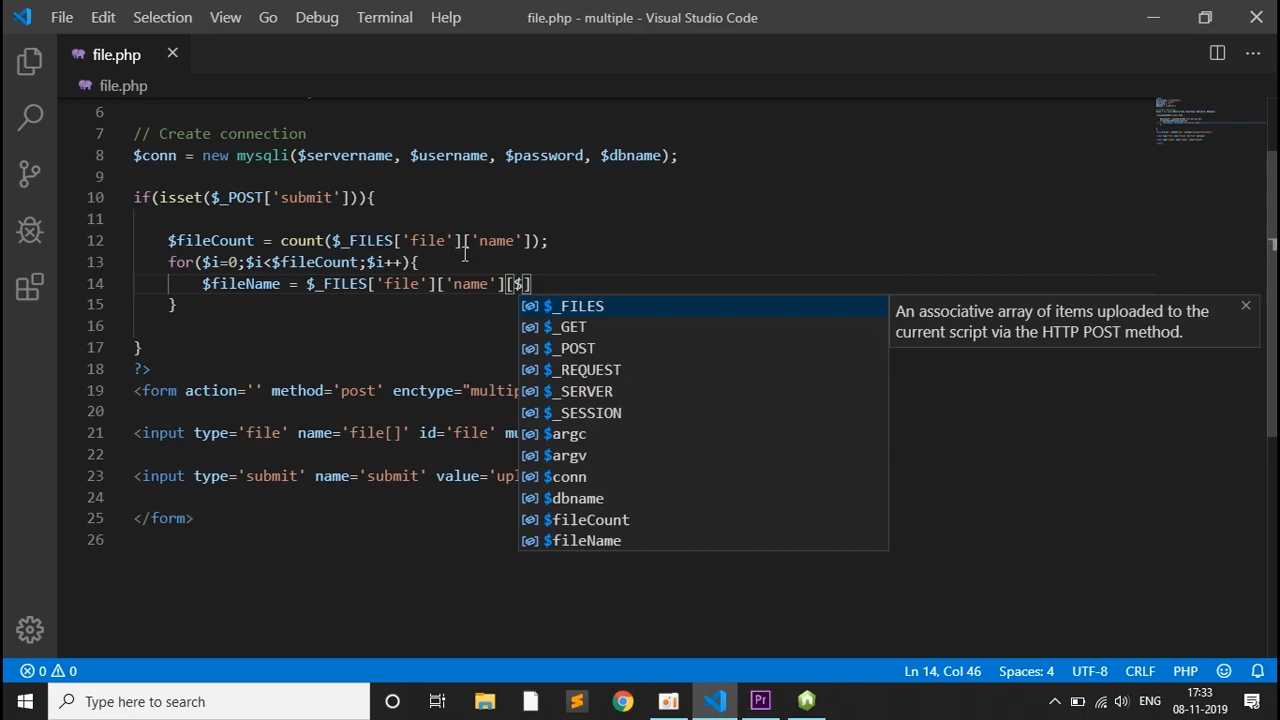 File Edit Selection View Go Debug Terminal Help file.php - multiple - Visual Studio Code
file.php
file.php
6
7 // Create connection
8 $conn = new mysqli($servername, $username, $password, $dbname);
9
10 if(isset($_POST['submit'])){
11
12 $fileCount = count($_FILES['file']['name']);
13 for($i=0;$i<$fileCount;$i++){
14 $fileName = $_FILES['file']['name'][$]
15 }
16
17 }
18 ?>
19 <form action='' method='post' enctype="multip
20
21 <input type='file' name='file[]' id='file' mu
22
23 <input type='submit' name='submit' value='upl
24
25 </form>
26
$_FILES
$_GET
$_POST
$_REQUEST
$_SERVER
$_SESSION
$argc
$argv
$conn
$dbname
$fileCount
$fileName
An associative array of items uploaded to the
current script via the HTTP POST method.
0 0 Ln 14, Col 46 Spaces: 4 UTF-8 CRLF PHP
Type here to search Pr ENG 17:33
08-11-2019